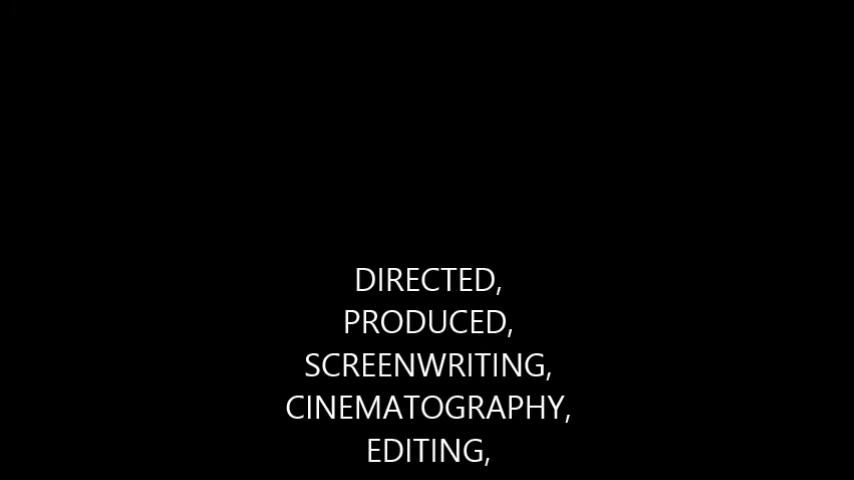 DIRECTED,
PRODUCED,
SCREENWRITING,
CINEMATOGRAPHY,
EDITING,